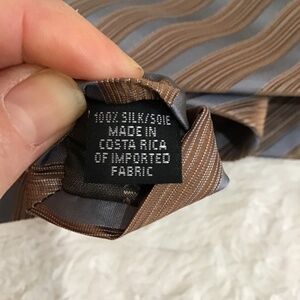 100% SILK/SOIE
MADE IN
COSTA RICA
OF IMPORTED
FABRIC